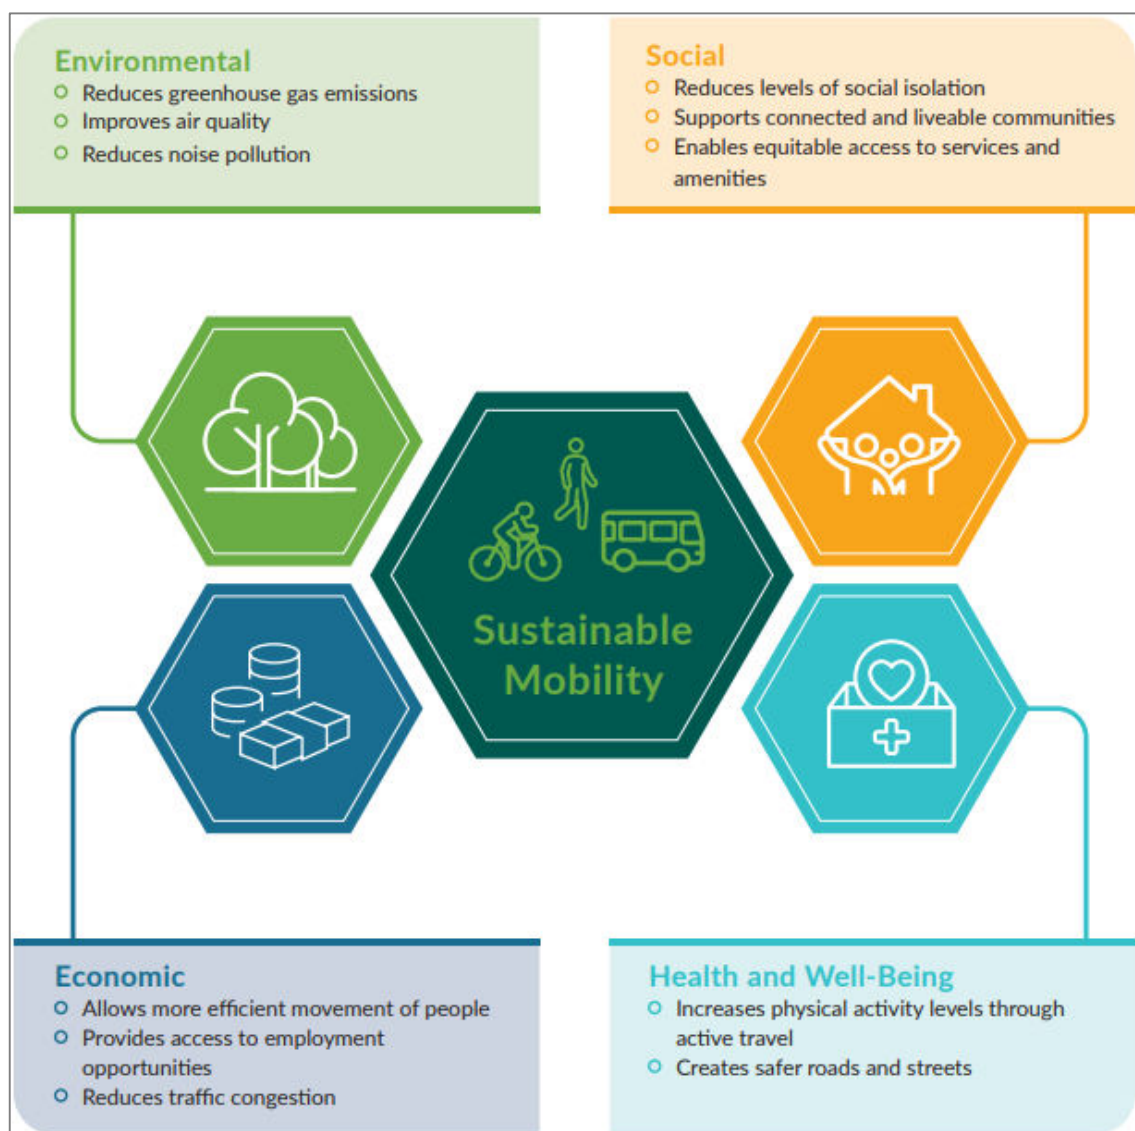 Environmental
Reduces greenhouse gas emissions
Improves air quality
Reduces noise pollution
Social
Reduces levels of social isolation
Supports connected and liveable communities
Enables equitable access to services and
amenities
Sustainable
Mobility
Economic
Allows more efficient movement of people
Provides access to employment
opportunities
Reduces traffic congestion
Health and Well-Being
Increases physical activity levels through
active travel
Creates safer roads and streets